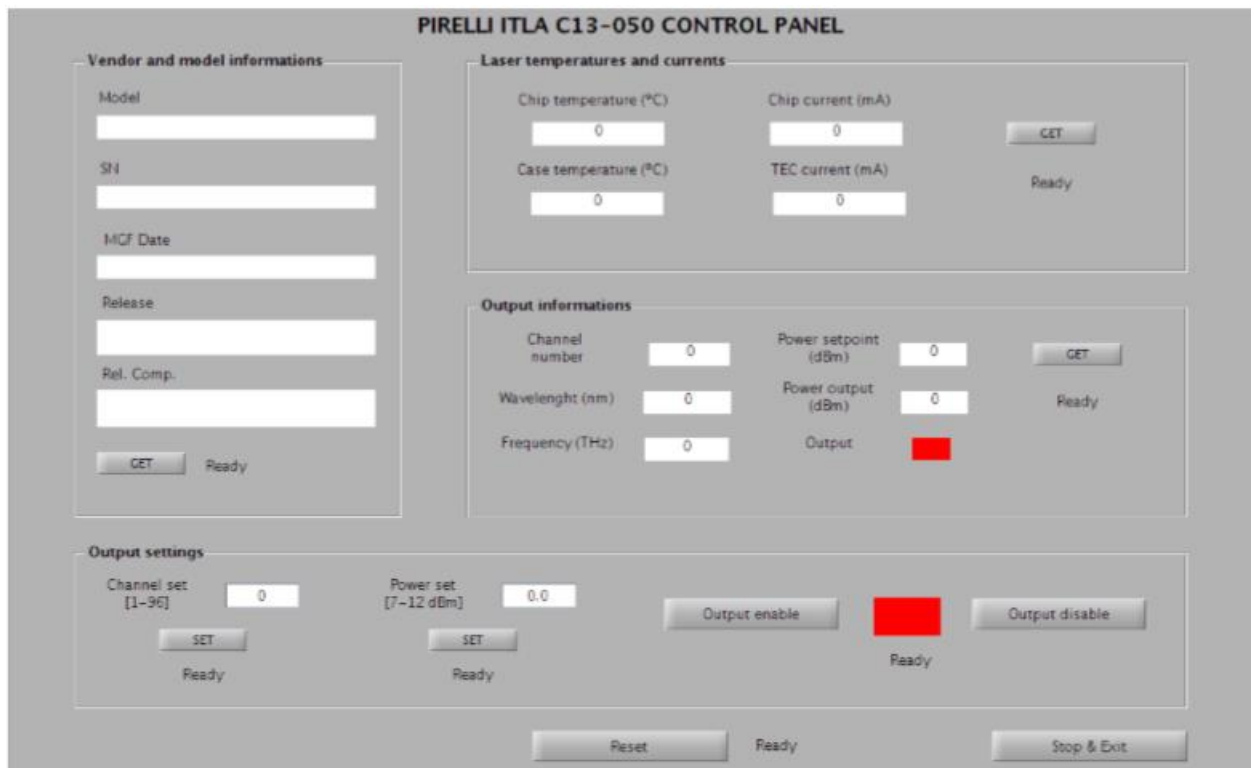 PIRELLI ITLA C13-050 CONTROL PANEL
Vendor and model informations
Model
SN
MGF Date
Release
Rel. Comp.
GET
Ready
Laser temperatures and currents
Chip temperature (ºC)
Chip current (mA)
0
0
GET
Case temperature (ºC)
TEC current (mA)
Ready
0
0
Output informations
Channel
number
0
Power setpoint
(dBm)
0
GET
Wavelenght (nm)
0
Power output
(dBm)
0
Ready
Frequency (THz)
0
Output
Output settings
Channel set
[1-96]
0
SET
Ready
Power set
[7-12 dBm]
0.0
SET
Ready
Output enable
Output disable
Ready
Reset
Ready
Stop & Exit